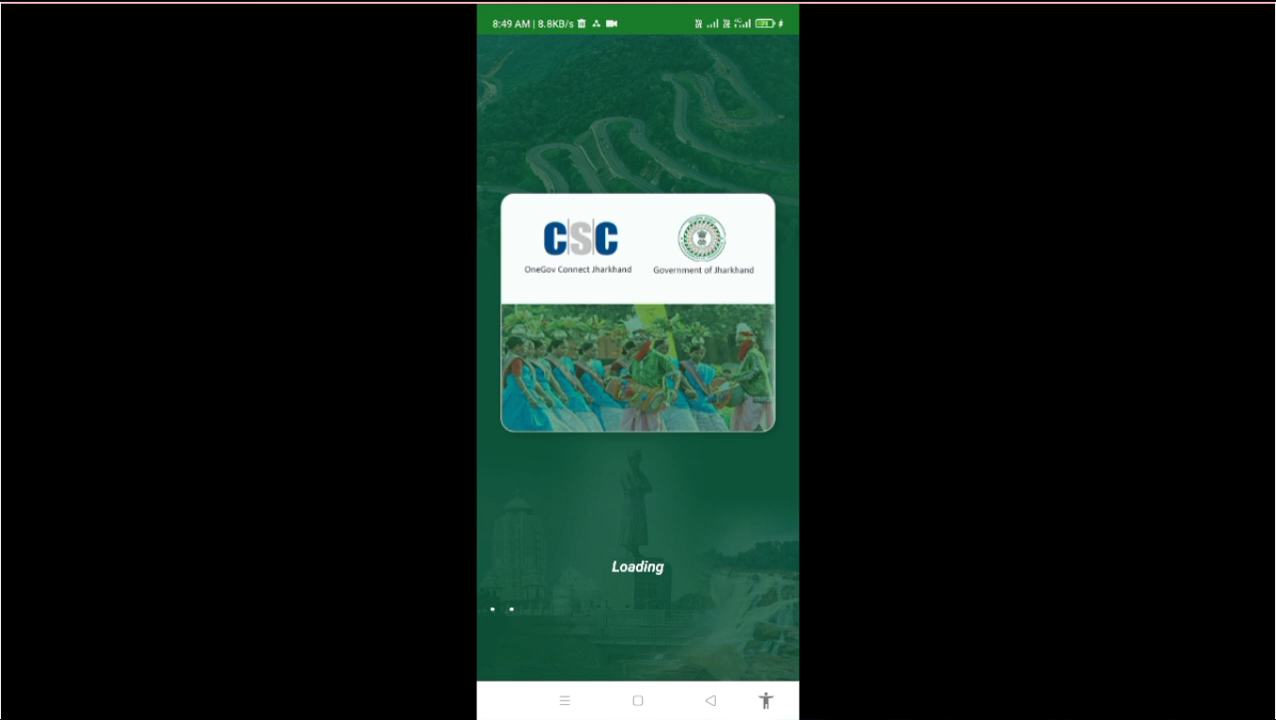 8:49 AM | 8.8KB/s
CSC
OneGov Connect Jharkhand
Government of Jharkhand
Loading